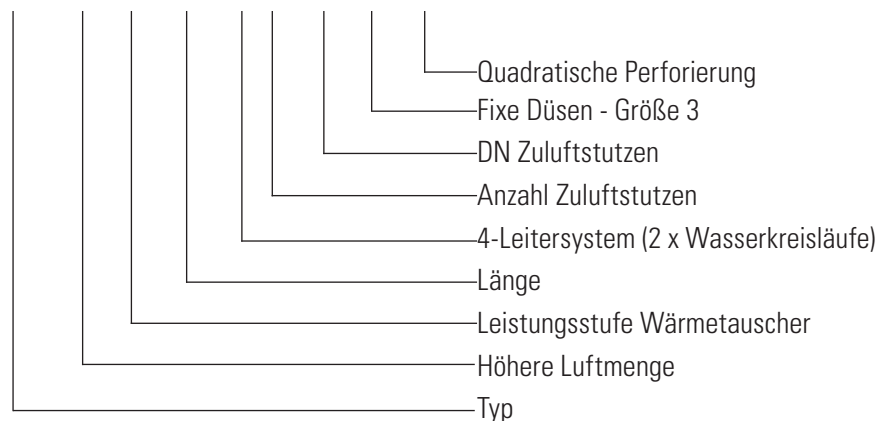 Quadratische Perforierung
Fixe Düsen - Größe 3
DN Zuluftstutzen
Anzahl Zuluftstutzen
4-Leitersystem (2 x Wasserkreisläufe)
Länge
Leistungsstufe Wärmetauscher
Höhere Luftmenge
Typ